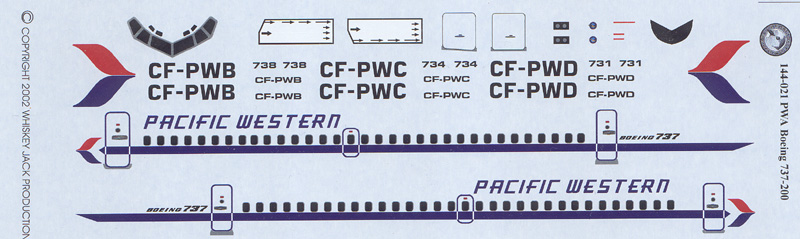 © COPYRIGHT 2002 WHISKEY JACK PRODUCTION
CF-PWB 738 738 CF-PWC 734 734 CF-PWD 731 731
CF-PWB CF-PWC CF-PWD
CF-PWB CF-PWB CF-PWC CF-PWC CF-PWD CF-PWD
PACIFIC WESTERN
BOEING 737
PACIFIC WESTERN
BOEING 737
144-021 PWA Boeing 737-200